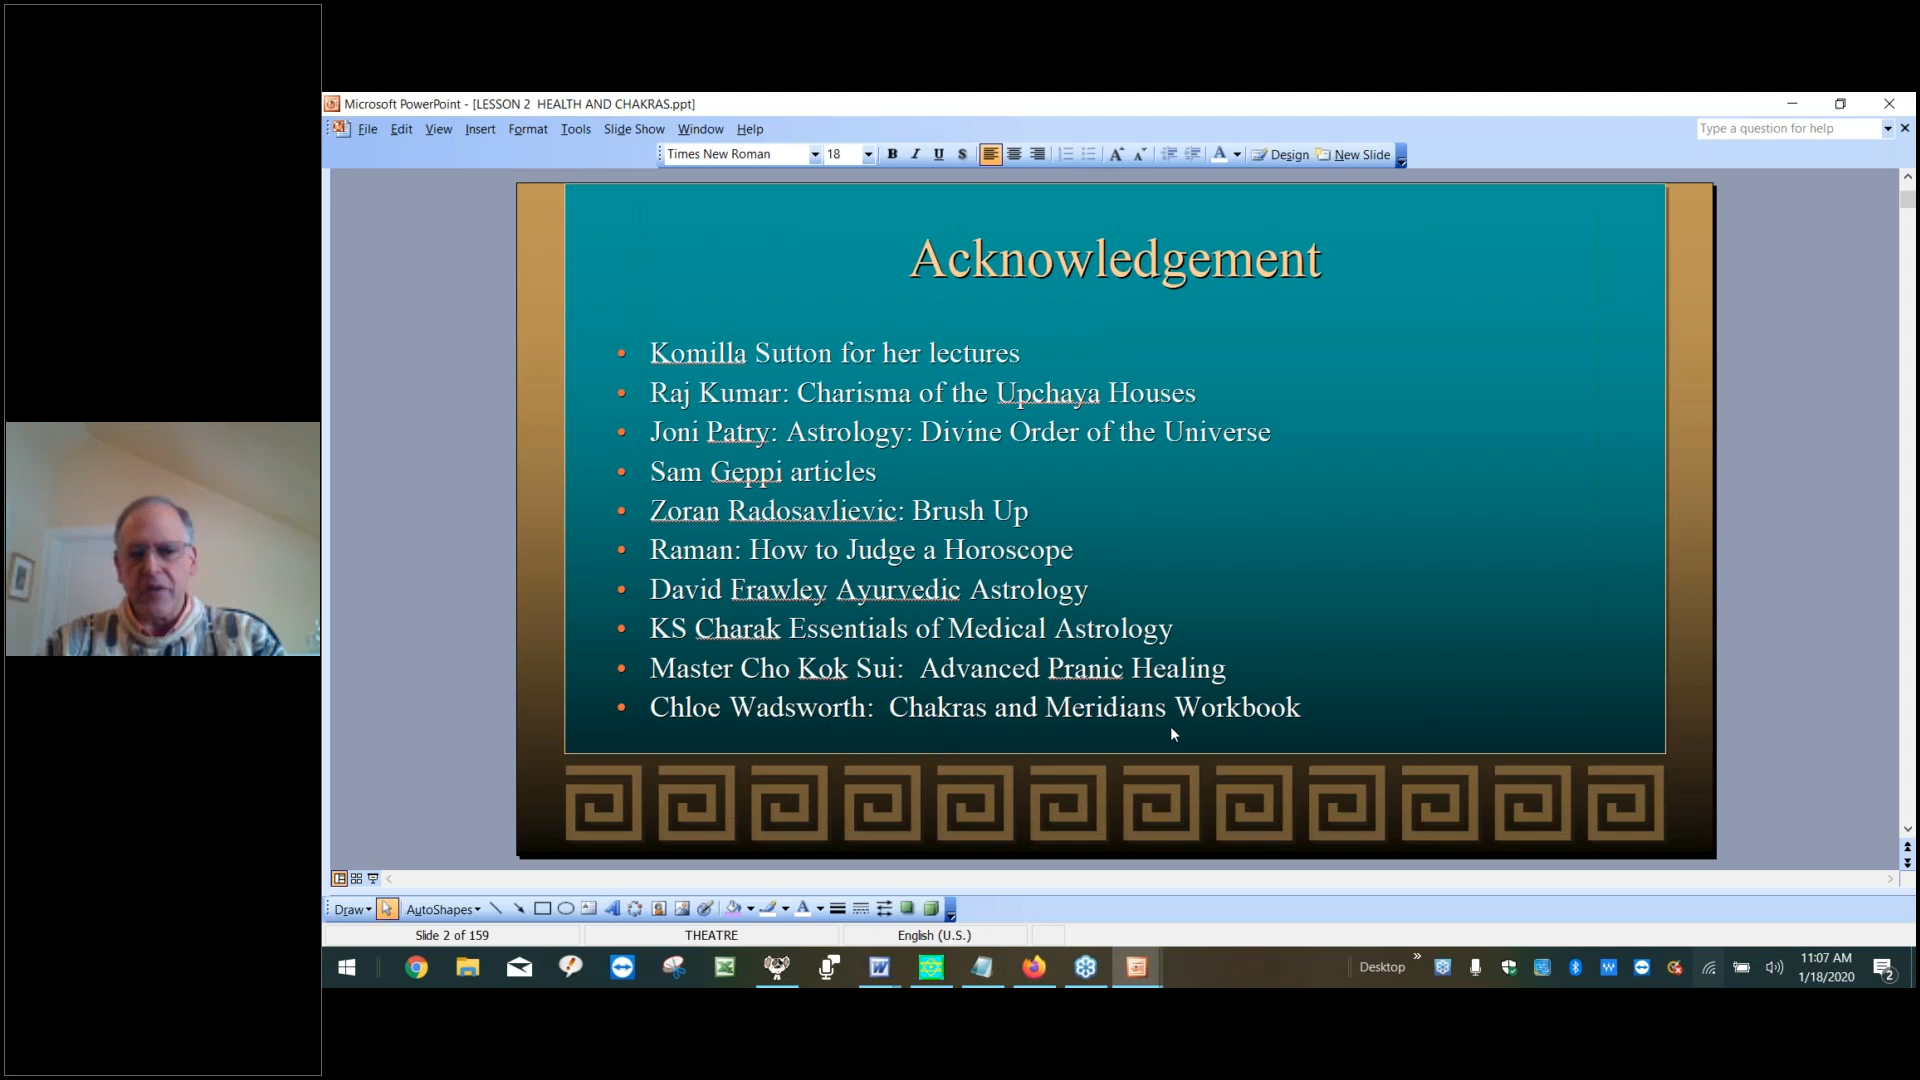 Microsoft PowerPoint - [LESSON 2  HEALTH AND CHAKRAS.ppt]
File Edit View Insert Format Tools Slide Show Window Help Type a question for help
Times New Roman 18 B I U S A A A Design New Slide
Acknowledgement
• Komilla Sutton for her lectures
• Raj Kumar: Charisma of the Upchaya Houses
• Joni Patry: Astrology: Divine Order of the Universe
• Sam Geppi articles
• Zoran Radosavlievic: Brush Up
• Raman: How to Judge a Horoscope
• David Frawley Ayurvedic Astrology
• KS Charak Essentials of Medical Astrology
• Master Cho Kok Sui:  Advanced Pranic Healing
• Chloe Wadsworth:  Chakras and Meridians Workbook
Draw AutoShapes A
Slide 2 of 159 THEATRE English (U.S.)
Desktop » 11:07 AM
1/18/2020 2